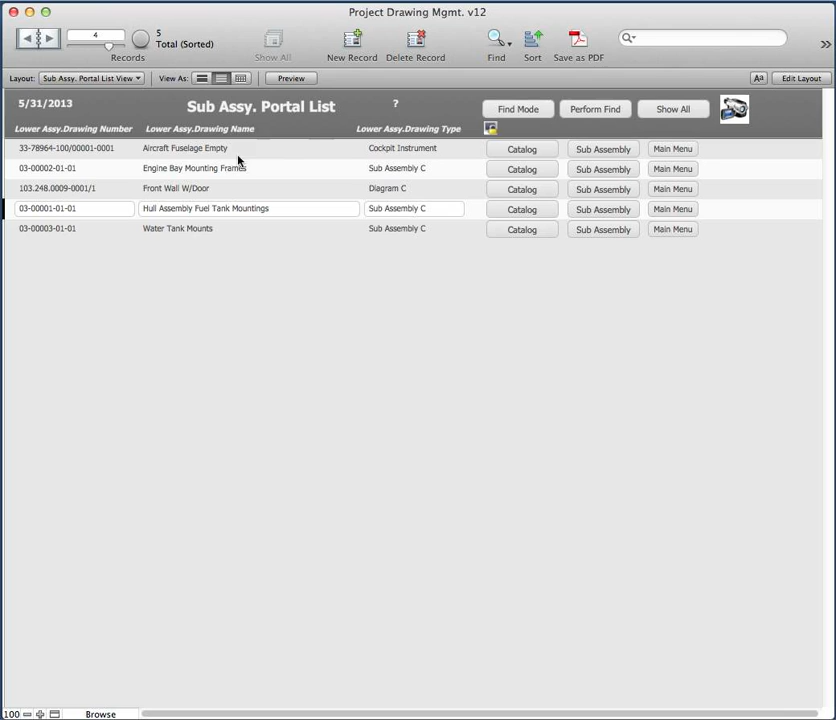 Project Drawing Mgmt. v12
4
5
Total (Sorted)
Records
Show All
New Record
Delete Record
Find
Sort
Save as PDF
Layout: Sub Assy. Portal List View
View As:
Preview
Aa
Edit Layout
5/31/2013
Sub Assy. Portal List
?
Find Mode
Perform Find
Show All
Lower Assy.Drawing Number
Lower Assy.Drawing Name
Lower Assy.Drawing Type
33-78964-100/00001-0001 Aircraft Fuselage Empty Cockpit Instrument Catalog Sub Assembly Main Menu
03-00002-01-01 Engine Bay Mounting Frames Sub Assembly C Catalog Sub Assembly Main Menu
103.248.0009-0001/1 Front Wall W/Door Diagram C Catalog Sub Assembly Main Menu
03-00001-01-01 Hull Assembly Fuel Tank Mountings Sub Assembly C Catalog Sub Assembly Main Menu
03-00003-01-01 Water Tank Mounts Sub Assembly C Catalog Sub Assembly Main Menu
100
Browse